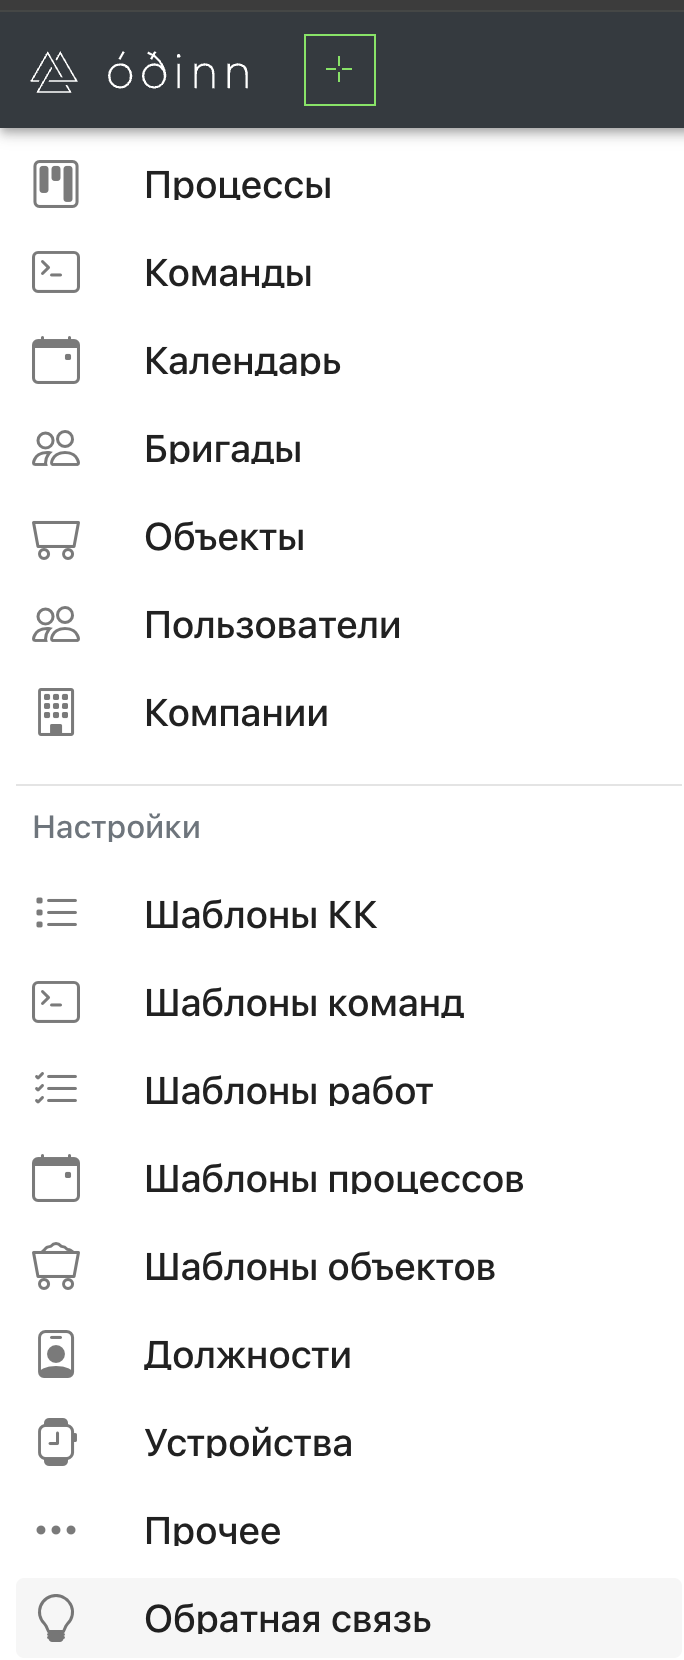 óðinn
Процессы
Команды
Календарь
Бригады
Объекты
Пользователи
Компании
Настройки
Шаблоны КК
Шаблоны команд
Шаблоны работ
Шаблоны процессов
Шаблоны объектов
Должности
Устройства
Прочее
Обратная связь